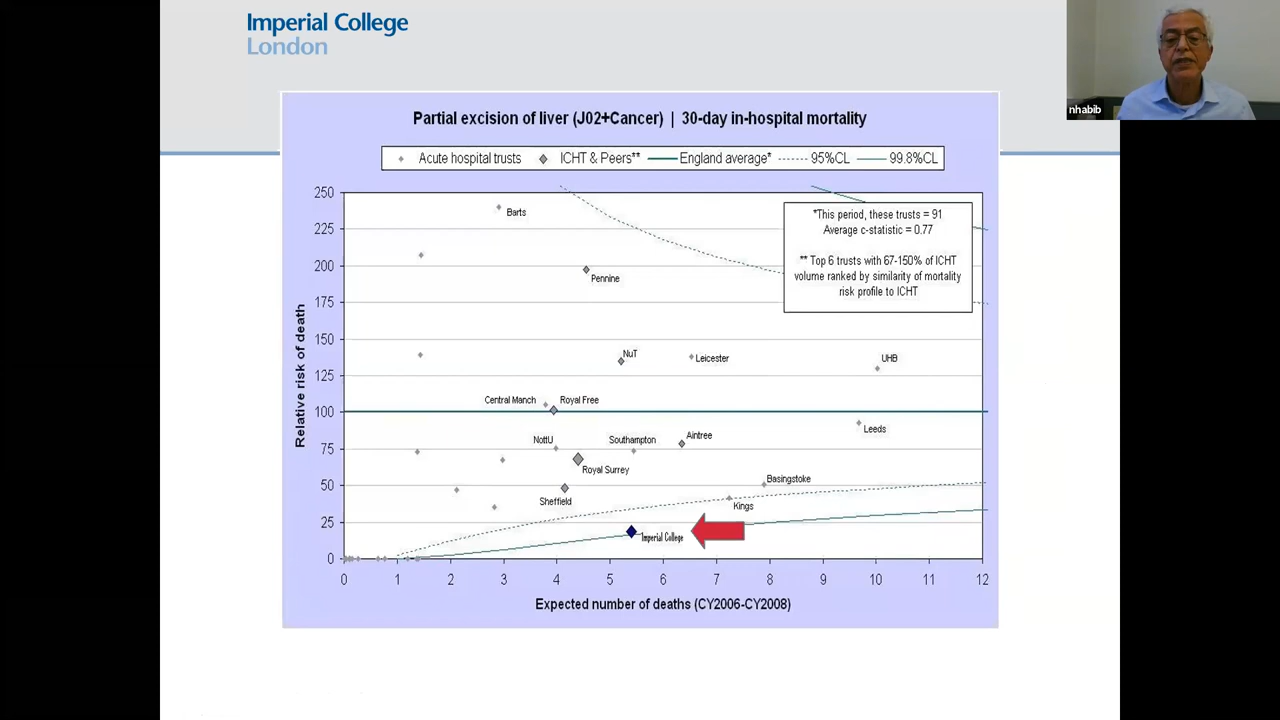 Imperial College
London
nhabib
Partial excision of liver (J02+Cancer) | 30-day in-hospital mortality
Acute hospital trusts
ICHT & Peers**
England average*
95%CL
99.8%CL
Relative risk of death
250
225
200
175
150
125
100
75
50
25
0
*This period, these trusts = 91
Average c-statistic = 0.77
** Top 6 trusts with 67-150% of ICHT
volume ranked by similarity of mortality
risk profile to ICHT
Barts
Pennine
NuT
Leicester
UHB
Central Manch
Royal Free
Leeds
NottU
Southampton
Aintree
Royal Surrey
Basingstoke
Sheffield
Kings
Imperial College
0 1 2 3 4 5 6 7 8 9 10 11 12
Expected number of deaths (CY2006-CY2008)